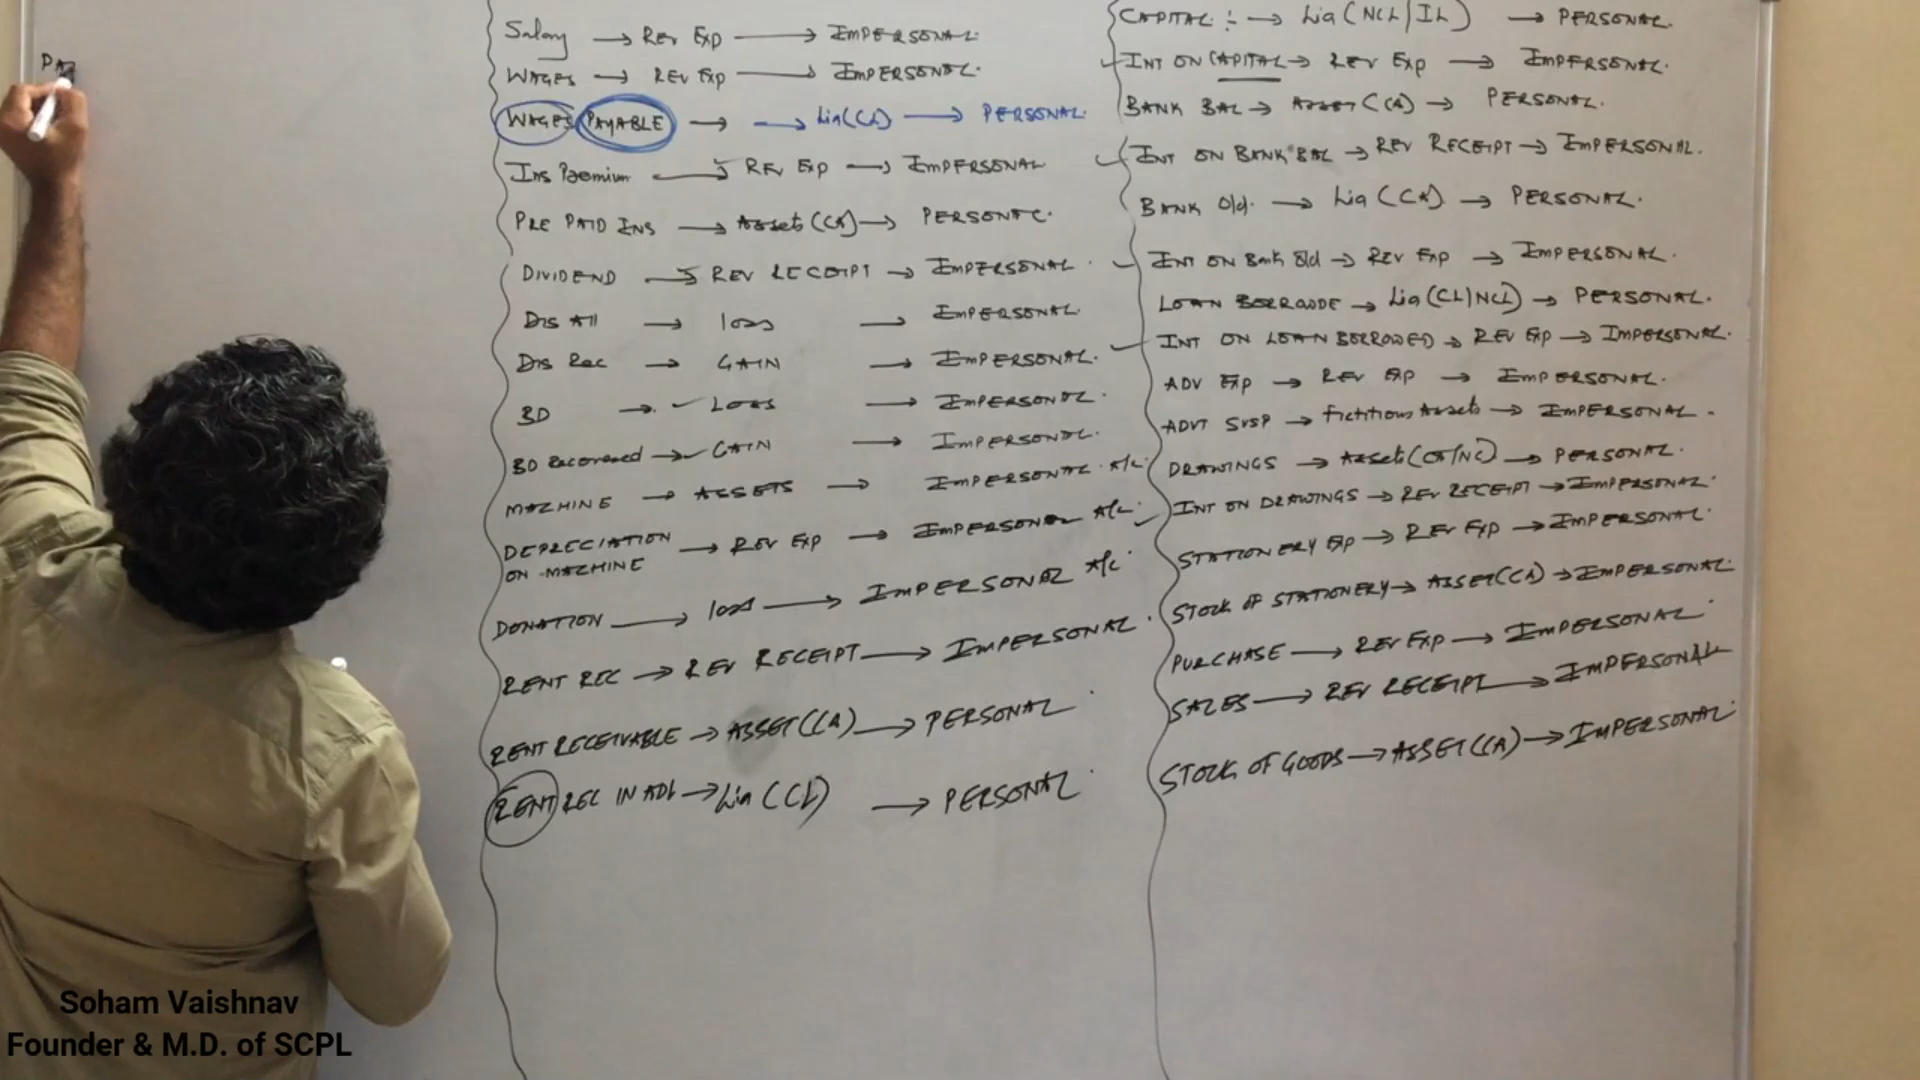 PA
Salary → Rev Exp → IMPERSONAL.
WAGES → REV EXP → IMPERSONAL.
WAGES PAYABLE → → Lia(CL) → PERSONAL.
Ins Premium → Rev Exp → IMPERSONAL
PRE PAID INS → Assets (CA) → PERSONAL.
DIVIDEND → REV RECEIPT → IMPERSONAL.
Dis All → loss → IMPERSONAL.
Dis Rec → GAIN → IMPERSONAL.
BD → Loss → IMPERSONAL.
BD Recovered → GAIN → IMPERSONAL.
MACHINE → ASSETS → IMPERSONAL A/c.
DEPRECIATION ON MACHINE → REV EXP → IMPERSONAL A/c.
DONATION → loss → IMPERSONAL A/c.
RENT REC → REV RECEIPT → IMPERSONAL.
RENT RECEIVABLE → ASSET (CA) → PERSONAL.
RENT REC IN ADV → Lia (CL) → PERSONAL.
CAPITAL :- → Lia (NCL/IL) → PERSONAL.
INT ON CAPITAL → REV Exp → IMPERSONAL.
BANK BAL → ASSET (CA) → PERSONAL.
INT ON BANK BAL → REV RECEIPT → IMPERSONAL.
BANK O/d. → Lia (CL) → PERSONAL.
INT ON Bank O/d → REV Exp → IMPERSONAL.
LOAN BORROWDE → Lia (CL/NCL) → PERSONAL.
INT ON LOAN BORROWED → REV EXP → IMPERSONAL.
ADV EXP → REV EXP → IMPERSONAL.
ADVT SUSP → Fictitious Assets → IMPERSONAL.
DRAWINGS → Assets (CA/NC) → PERSONAL.
INT ON DRAWINGS → REV RECEIPT → IMPERSONAL.
STATIONERY EXP → REV EXP → IMPERSONAL.
STOCK OF STATIONERY → ASSET (CA) → IMPERSONAL.
PURCHASE → REV EXP → IMPERSONAL.
SALES → REV RECEIPT → IMPERSONAL
STOCK OF GOODS → ASSET (CA) → IMPERSONAL.
Soham Vaishnav
Founder & M.D. of SCPL